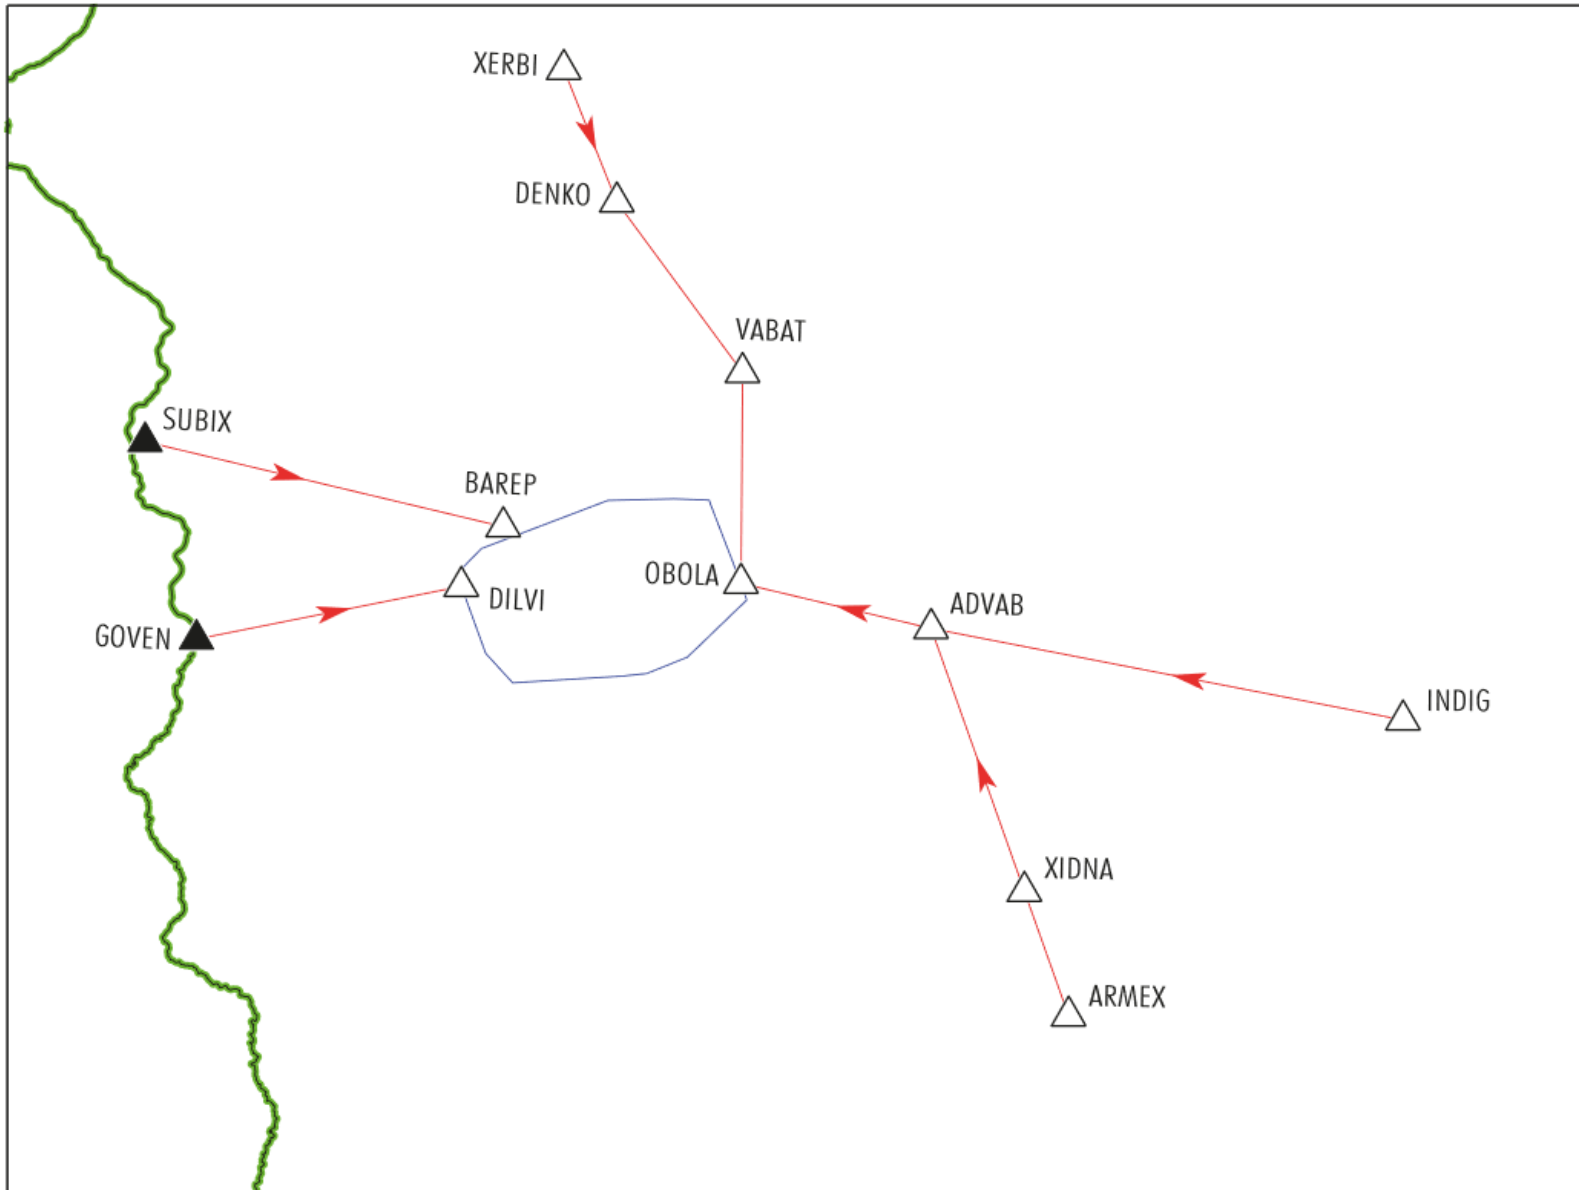 XERBI
DENKO
VABAT
SUBIX
BAREP
OBOLA
DILVI
ADVAB
GOVEN
INDIG
XIDNA
ARMEX